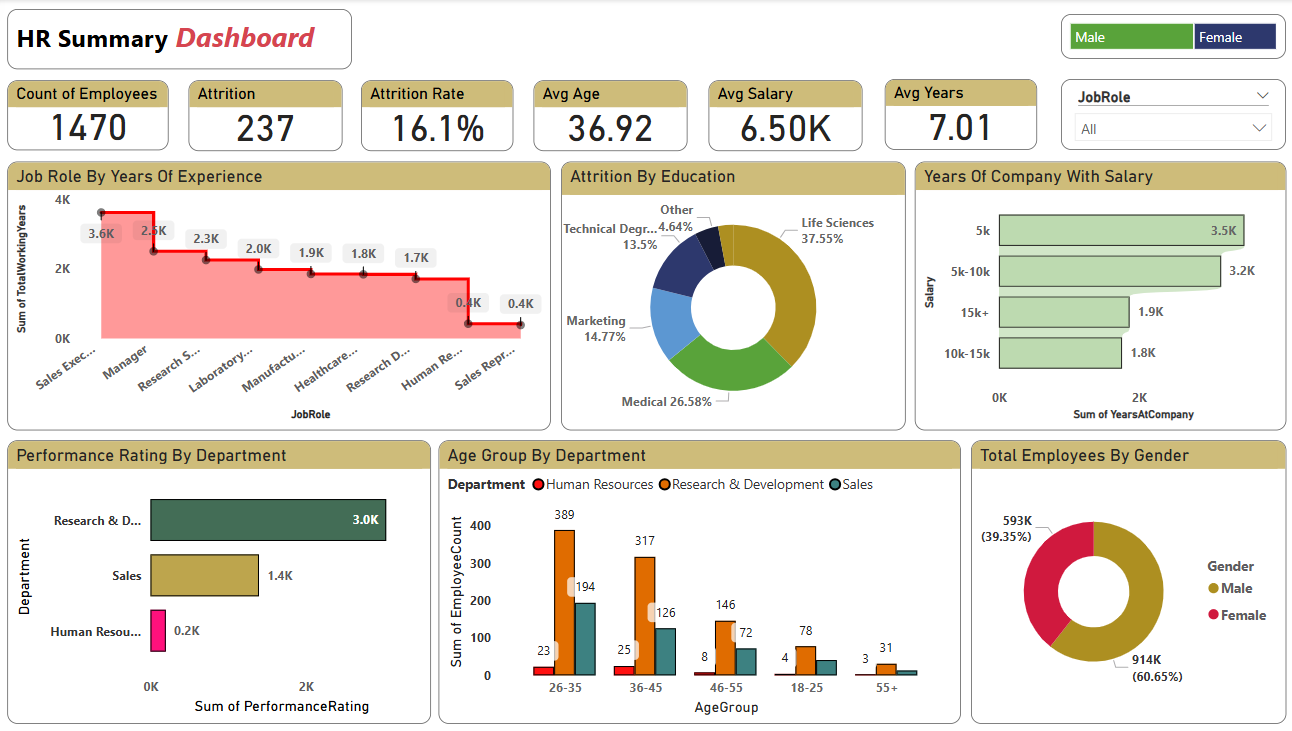 HR Summary Dashboard
Male Female
Count of Employees
1470
Attrition
237
Attrition Rate
16.1%
Avg Age
36.92
Avg Salary
6.50K
Avg Years
7.01
JobRole
All
Job Role By Years Of Experience
Sum of TotalWorkingYears
4K
2K
0K
3.6K
2.5K
2.3K
2.0K
1.9K
1.8K
1.7K
0.4K
0.4K
Sales Exec...
Manager
Research S...
Laboratory...
Manufactu...
Healthcare...
Research D...
Human Re...
Sales Repr...
JobRole
Attrition By Education
Other
4.64%
Life Sciences
37.55%
Technical Degr...
13.5%
Marketing
14.77%
Medical 26.58%
Years Of Company With Salary
Salary
5k
3.5K
5k-10k
3.2K
15k+
1.9K
10k-15k
1.8K
0K
2K
Sum of YearsAtCompany
Performance Rating By Department
Department
Research & D...
3.0K
Sales
1.4K
Human Resou...
0.2K
0K
2K
Sum of PerformanceRating
Age Group By Department
Department Human Resources Research & Development Sales
Sum of EmployeeCount
400
300
200
100
0
23
389
194
25
317
126
8
146
72
4
78
3
31
26-35
36-45
46-55
18-25
55+
AgeGroup
Total Employees By Gender
593K
(39.35%)
914K
(60.65%)
Gender
Male
Female